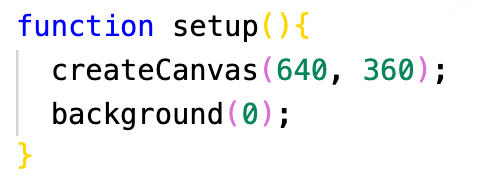 function setup(){
  createCanvas(640, 360);
  background(0);
}